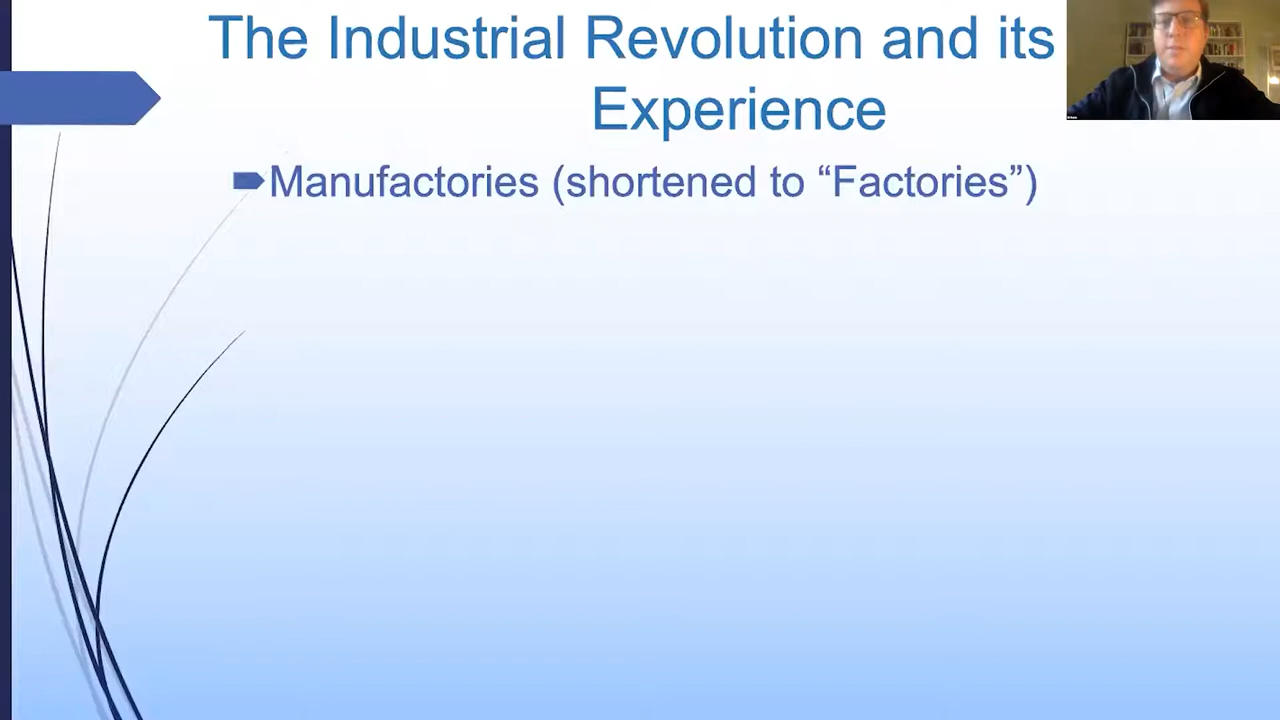 The Industrial Revolution and its
Experience
Manufactories (shortened to “Factories”)